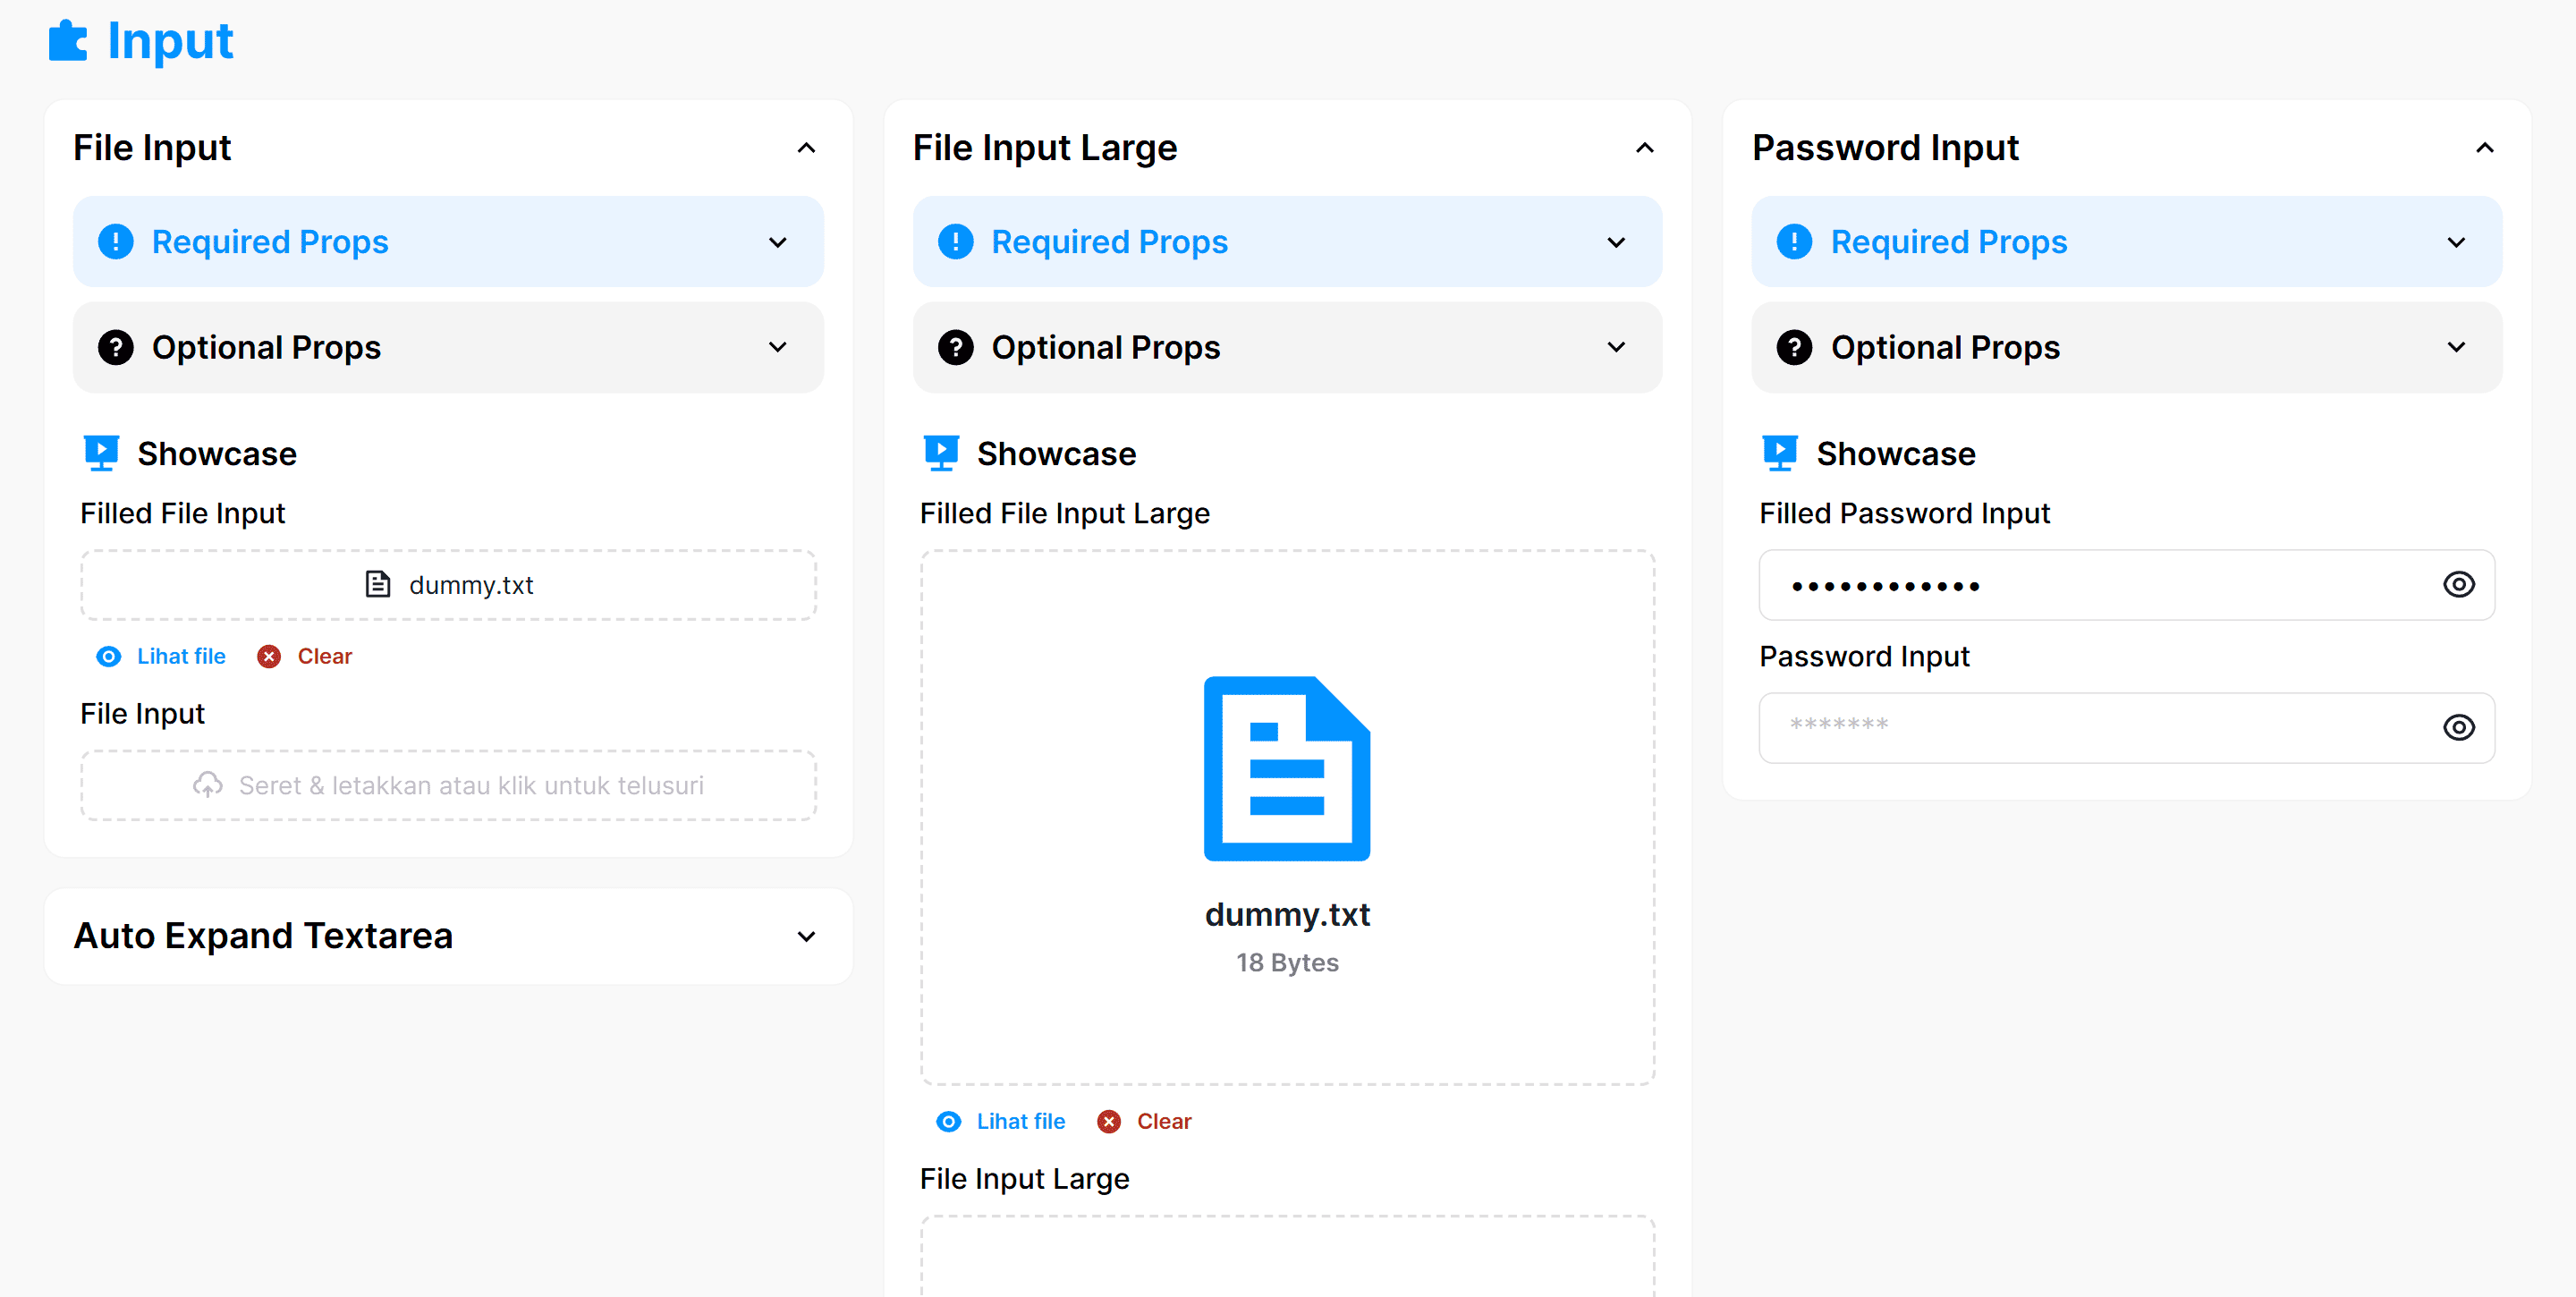 Input
File Input
Required Props
Optional Props
Showcase
Filled File Input
dummy.txt
Lihat file
Clear
File Input
Seret & letakkan atau klik untuk telusuri
Auto Expand Textarea
File Input Large
Required Props
Optional Props
Showcase
Filled File Input Large
dummy.txt
18 Bytes
Lihat file
Clear
File Input Large
Password Input
Required Props
Optional Props
Showcase
Filled Password Input
••••••••••••
Password Input
*******